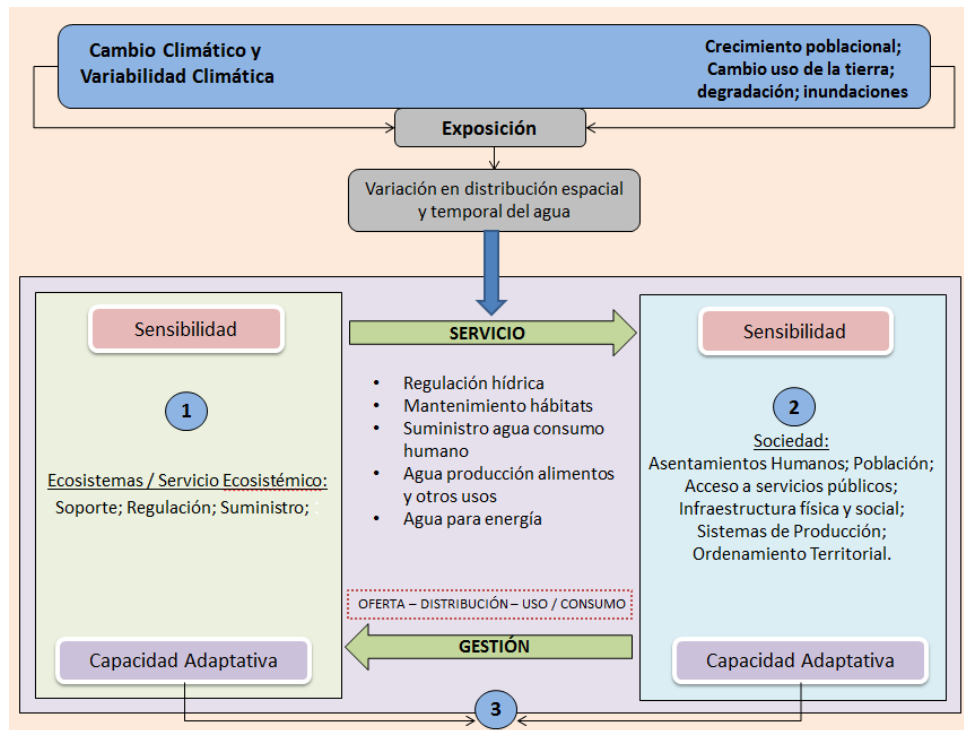 Cambio Climático y
Variabilidad Climática
Crecimiento poblacional;
Cambio uso de la tierra;
degradación; inundaciones
Exposición
Variación en distribución espacial
y temporal del agua
Sensibilidad
1
Ecosistemas / Servicio Ecosistémico:
Soporte; Regulación; Suministro;
SERVICIO
• Regulación hídrica
• Mantenimiento hábitats
• Suministro agua consumo
humano
• Agua producción alimentos
y otros usos
• Agua para energía
OFERTA – DISTRIBUCIÓN – USO / CONSUMO
GESTIÓN
Sensibilidad
2
Sociedad:
Asentamientos Humanos; Población;
Acceso a servicios públicos;
Infraestructura física y social;
Sistemas de Producción;
Ordenamiento Territorial.
Capacidad Adaptativa
Capacidad Adaptativa
3